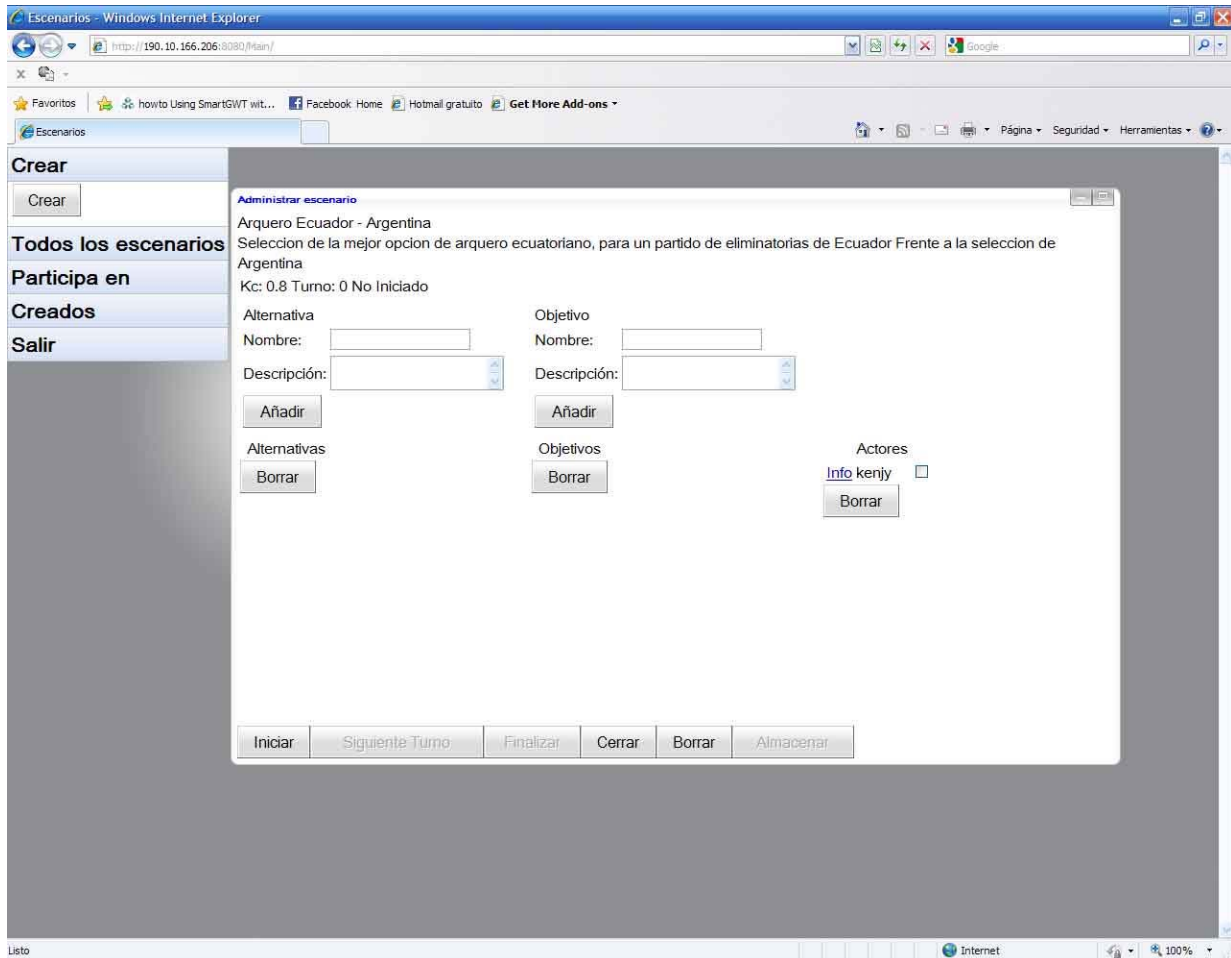 Escenarios - Windows Internet Explorer
http://190.10.166.206:8080/Main/
Google
x
Favoritos howto Using SmartGWT wit... Facebook Home Hotmail gratuito Get More Add-ons
Escenarios Página Seguridad Herramientas
Crear
Crear
Todos los escenarios
Participa en
Creados
Salir
Administrar escenario
Arquero Ecuador - Argentina
Seleccion de la mejor opcion de arquero ecuatoriano, para un partido de eliminatorias de Ecuador Frente a la seleccion de
Argentina
Kc: 0.8 Turno: 0 No Iniciado
Alternativa Objetivo
Nombre: Nombre:
Descripción: Descripción:
Añadir Añadir
Alternativas Objetivos Actores
Info kenjy
Borrar Borrar Borrar
Iniciar Siguiente Turno Finalizar Cerrar Borrar Almacenar
Listo Internet 100%